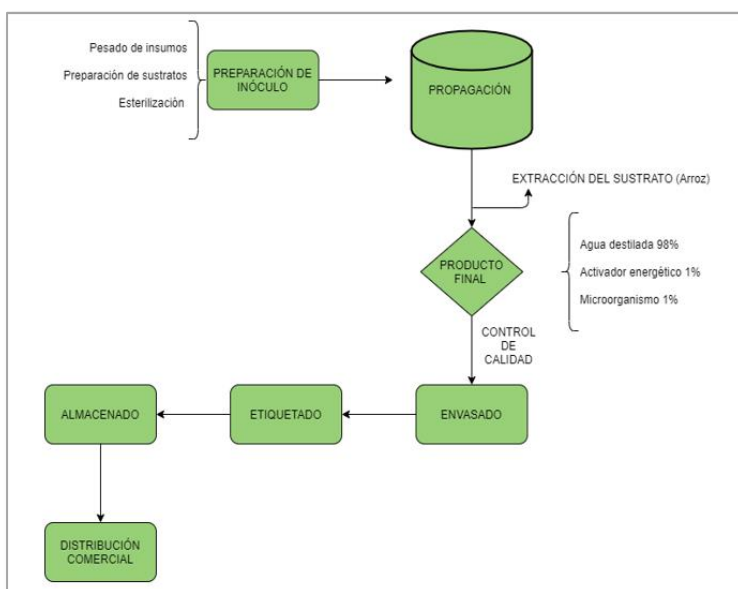 Pesado de insumos
Preparación de sustratos
Esterilización
PREPARACIÓN DE
INÓCULO
PROPAGACIÓN
EXTRACCIÓN DEL SUSTRATO (Arroz)
PRODUCTO
FINAL
Agua destilada 98%
Activador energético 1%
Microorganismo 1%
CONTROL
DE
CALIDAD
ENVASADO
ETIQUETADO
ALMACENADO
DISTRIBUCIÓN
COMERCIAL